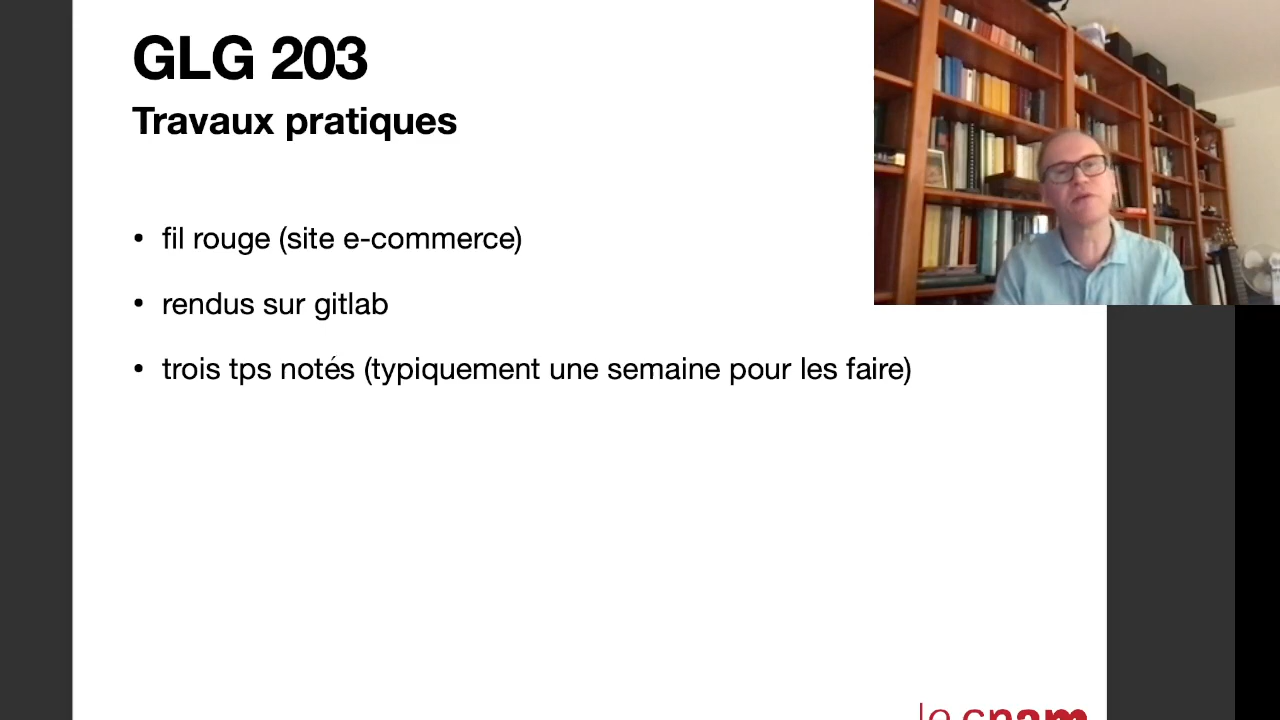 GLG 203
Travaux pratiques
• fil rouge (site e-commerce)
• rendus sur gitlab
• trois tps notés (typiquement une semaine pour les faire)
le cnam